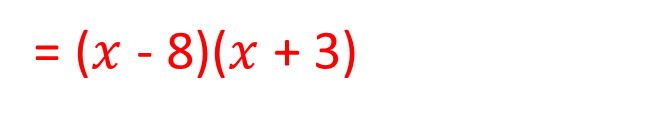 = (x - 8)(x + 3)